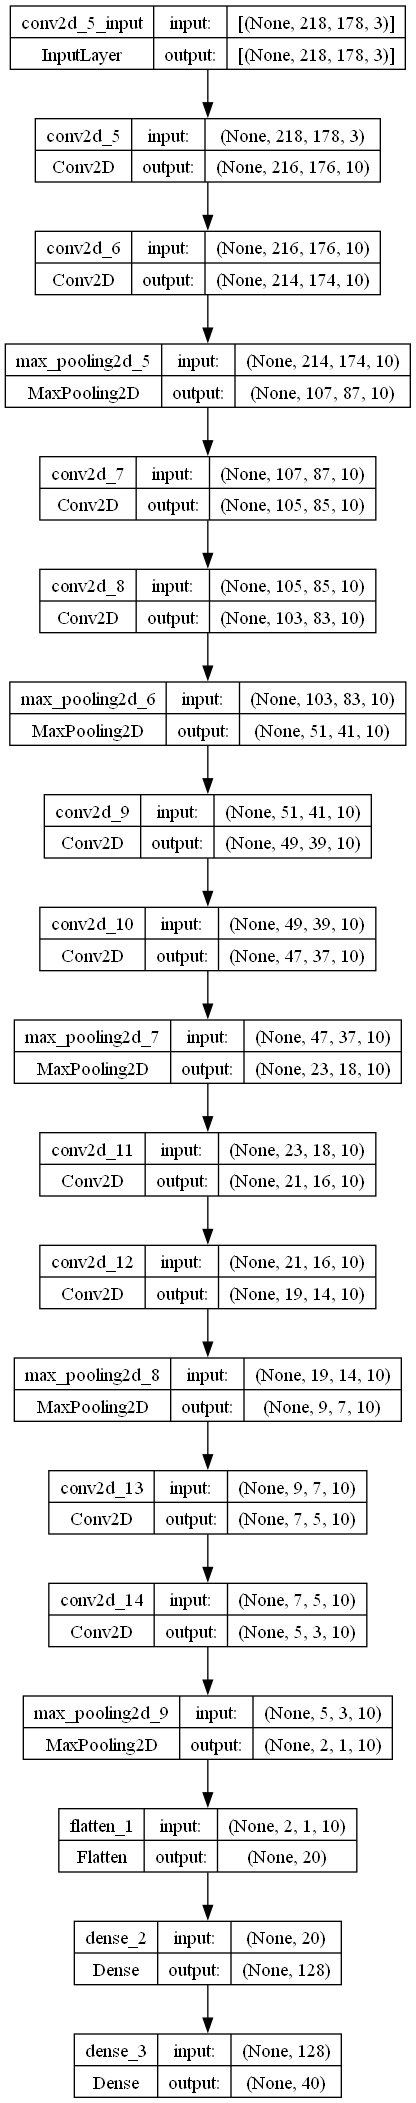 conv2d_5_input input: [(None, 218, 178, 3)]
InputLayer output: [(None, 218, 178, 3)]
conv2d_5 input: (None, 218, 178, 3)
Conv2D output: (None, 216, 176, 10)
conv2d_6 input: (None, 216, 176, 10)
Conv2D output: (None, 214, 174, 10)
max_pooling2d_5 input: (None, 214, 174, 10)
MaxPooling2D output: (None, 107, 87, 10)
conv2d_7 input: (None, 107, 87, 10)
Conv2D output: (None, 105, 85, 10)
conv2d_8 input: (None, 105, 85, 10)
Conv2D output: (None, 103, 83, 10)
max_pooling2d_6 input: (None, 103, 83, 10)
MaxPooling2D output: (None, 51, 41, 10)
conv2d_9 input: (None, 51, 41, 10)
Conv2D output: (None, 49, 39, 10)
conv2d_10 input: (None, 49, 39, 10)
Conv2D output: (None, 47, 37, 10)
max_pooling2d_7 input: (None, 47, 37, 10)
MaxPooling2D output: (None, 23, 18, 10)
conv2d_11 input: (None, 23, 18, 10)
Conv2D output: (None, 21, 16, 10)
conv2d_12 input: (None, 21, 16, 10)
Conv2D output: (None, 19, 14, 10)
max_pooling2d_8 input: (None, 19, 14, 10)
MaxPooling2D output: (None, 9, 7, 10)
conv2d_13 input: (None, 9, 7, 10)
Conv2D output: (None, 7, 5, 10)
conv2d_14 input: (None, 7, 5, 10)
Conv2D output: (None, 5, 3, 10)
max_pooling2d_9 input: (None, 5, 3, 10)
MaxPooling2D output: (None, 2, 1, 10)
flatten_1 input: (None, 2, 1, 10)
Flatten output: (None, 20)
dense_2 input: (None, 20)
Dense output: (None, 128)
dense_3 input: (None, 128)
Dense output: (None, 40)